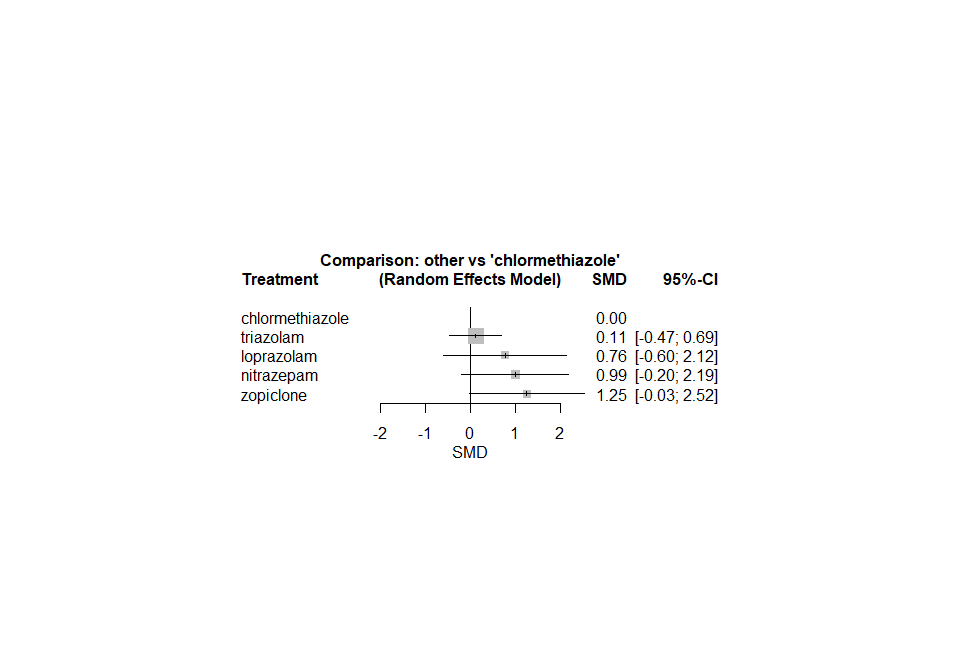 Comparison: other vs 'chlormethiazole'
Treatment (Random Effects Model) SMD 95%-CI
chlormethiazole 0.00
triazolam 0.11 [-0.47; 0.69]
loprazolam 0.76 [-0.60; 2.12]
nitrazepam 0.99 [-0.20; 2.19]
zopiclone 1.25 [-0.03; 2.52]
-2 -1 0 1 2
SMD